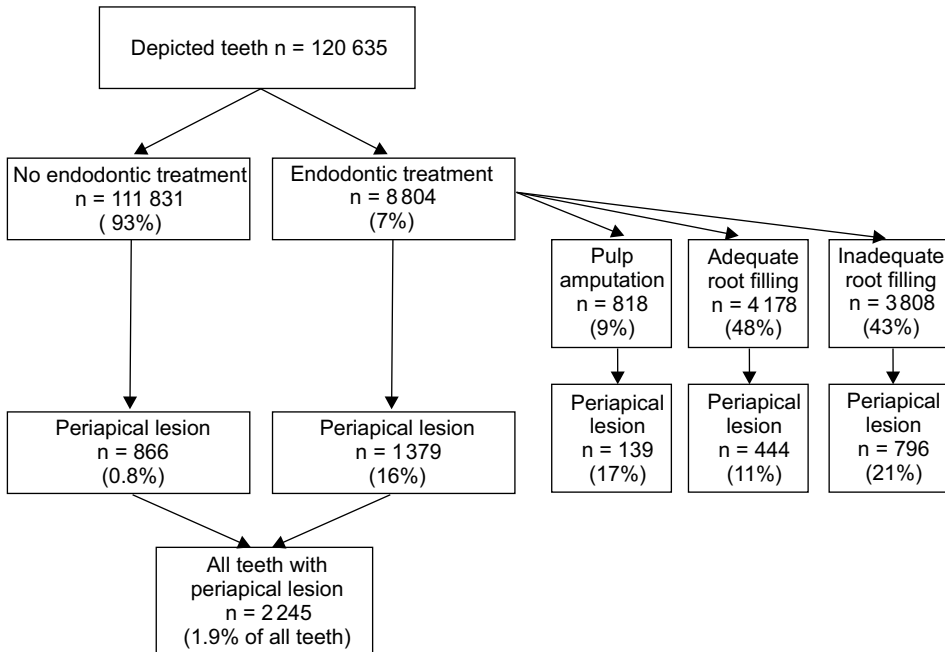 Depicted teeth n = 120 635
No endodontic treatment
n = 111 831
( 93%)
Endodontic treatment
n = 8 804
(7%)
Pulp
amputation
n = 818
(9%)
Adequate
root filling
n = 4 178
(48%)
Inadequate
root filling
n = 3 808
(43%)
Periapical lesion
n = 866
(0.8%)
Periapical lesion
n = 1 379
(16%)
Periapical
lesion
n = 139
(17%)
Periapical
lesion
n = 444
(11%)
Periapical
lesion
n = 796
(21%)
All teeth with
periapical lesion
n = 2 245
(1.9% of all teeth)